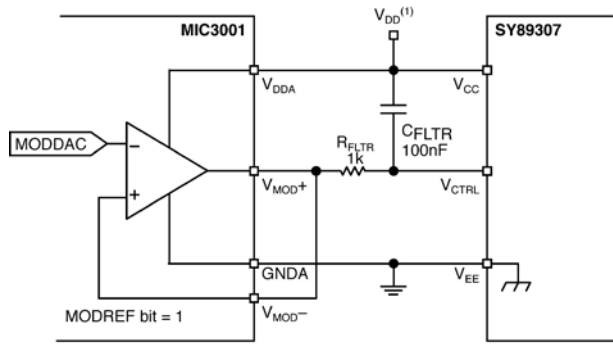 MIC3001
V_DD(1)
SY89307
V_DDA
V_CC
MODDAC
−
+
C_FLTR
100nF
R_FLTR
1k
V_MOD+
V_CTRL
GNDA
V_EE
MODREF bit = 1
V_MOD−